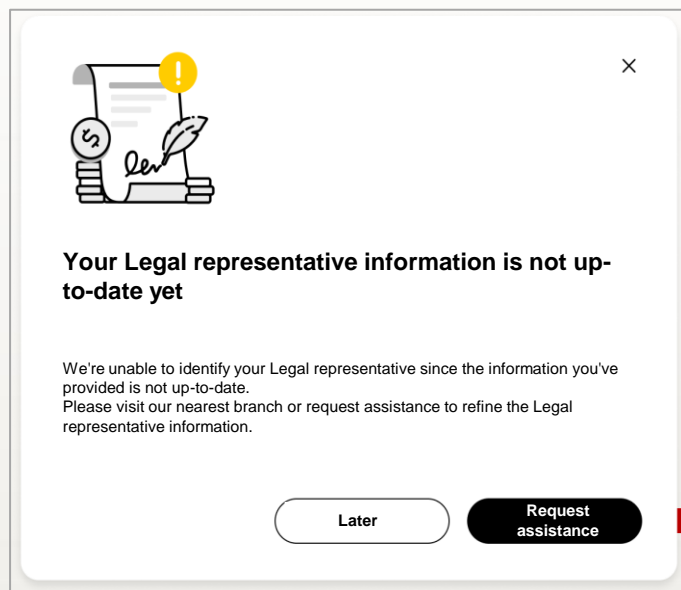 Your Legal representative information is not up-
to-date yet
We're unable to identify your Legal representative since the information you've
provided is not up-to-date.
Please visit our nearest branch or request assistance to refine the Legal
representative information.
Later
Request
assistance